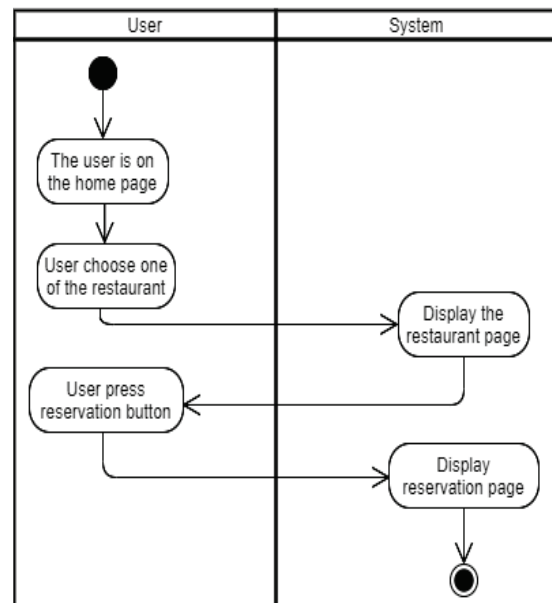 User
System
The user is on
the home page
User choose one
of the restaurant
Display the
restaurant page
User press
reservation button
Display
reservation page